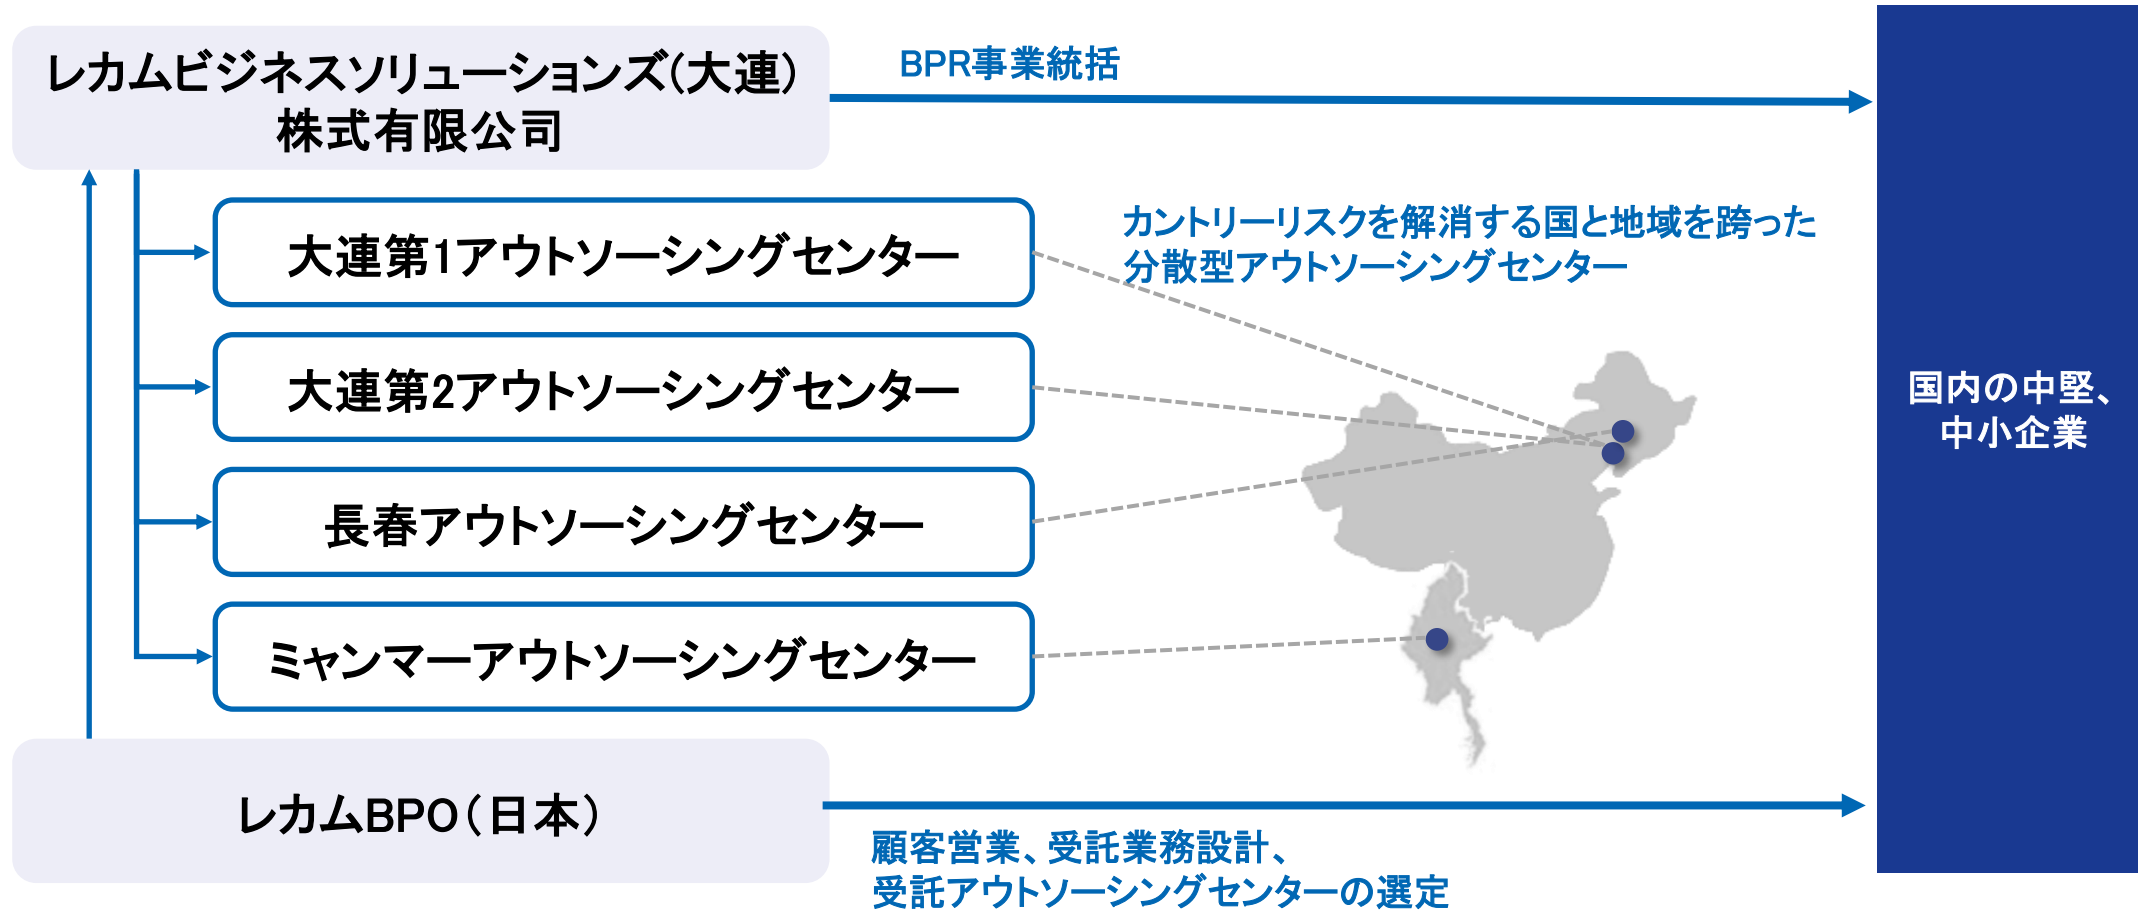 レカムビジネスソリューションズ(大連)
株式有限公司
BPR事業統括
大連第1アウトソーシングセンター
カントリーリスクを解消する国と地域を跨った
分散型アウトソーシングセンター
大連第2アウトソーシングセンター
国内の中堅、
中小企業
長春アウトソーシングセンター
ミャンマーアウトソーシングセンター
レカムBPO（日本）
顧客営業、受託業務設計、
受託アウトソーシングセンターの選定